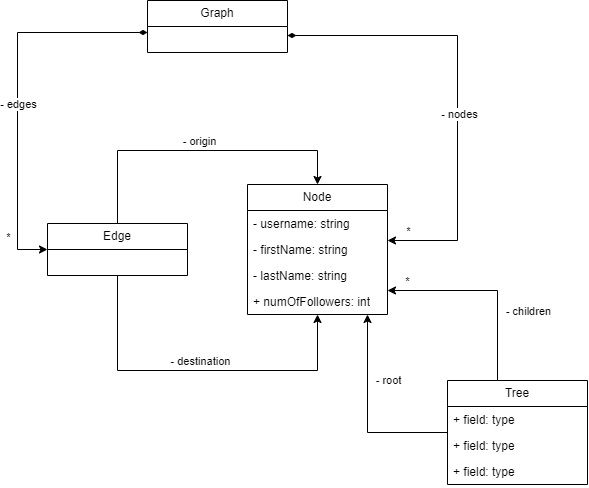 Graph
- edges
- nodes
- origin
Node
- username: string
- firstName: string
- lastName: string
+ numOfFollowers: int
*
Edge
*
*
- destination
- children
- root
Tree
+ field: type
+ field: type
+ field: type